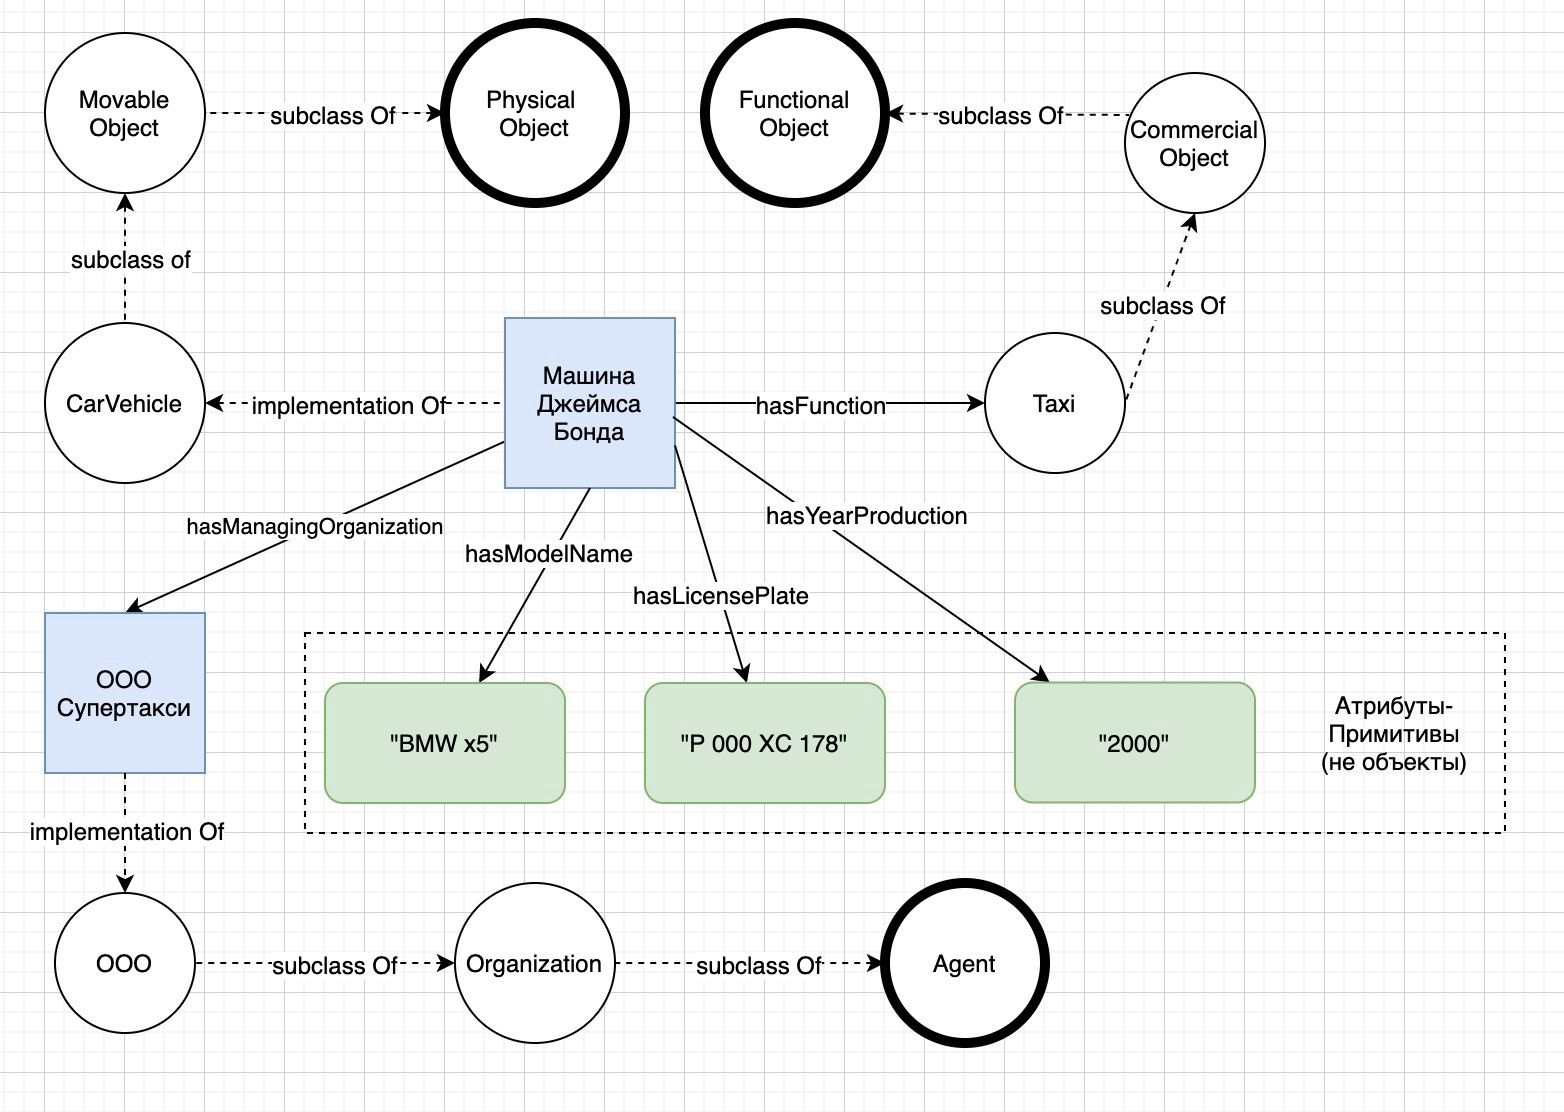 Movable
Object
subclass Of
Physical
Object
Functional
Object
subclass Of
Commercial
Object
subclass of
subclass Of
CarVehicle
implementation Of
Машина
Джеймса
Бонда
hasFunction
Taxi
hasManagingOrganization
hasModelName
hasLicensePlate
hasYearProduction
ООО
Супертакси
"BMW x5"
"Р 000 ХС 178"
"2000"
Атрибуты-
Примитивы
(не объекты)
implementation Of
ООО
subclass Of
Organization
subclass Of
Agent